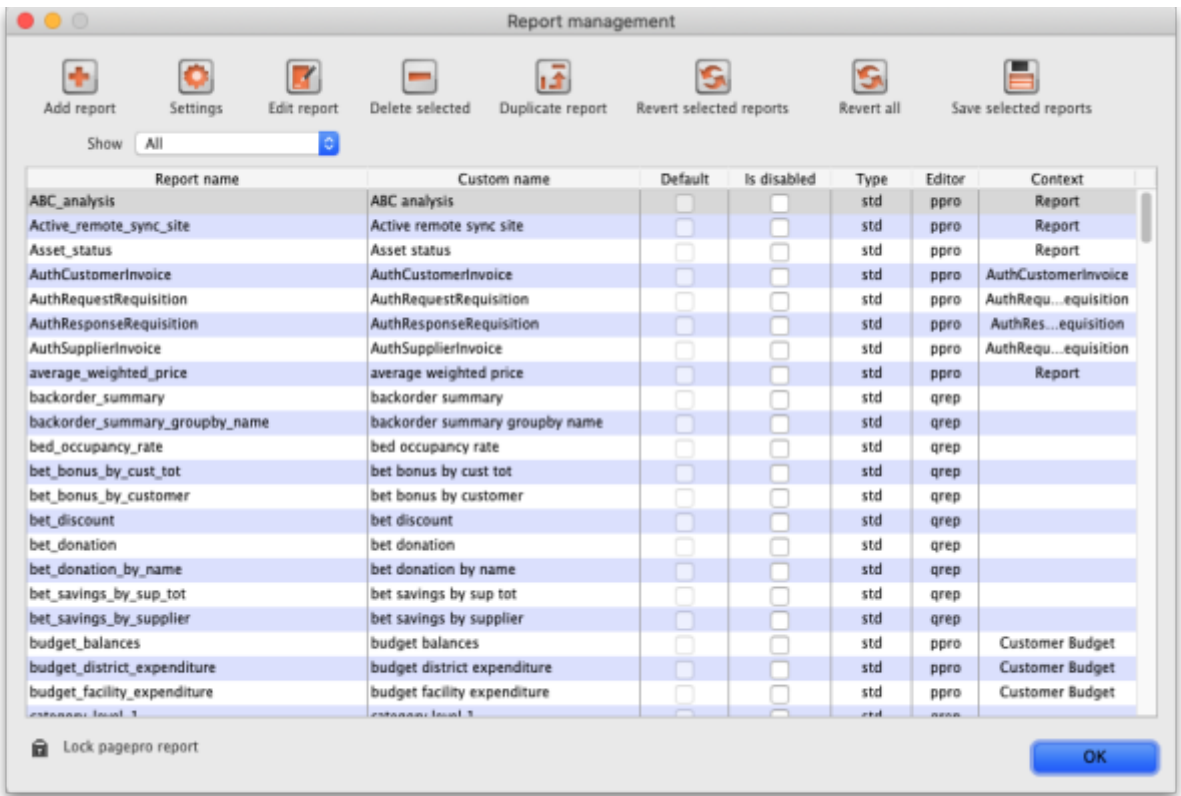 Report management
Add report Settings Edit report Delete selected Duplicate report Revert selected reports Revert all Save selected reports
Show All
Report name Custom name Default Is disabled Type Editor Context
ABC_analysis ABC analysis std ppro Report
Active_remote_sync_site Active remote sync site std ppro Report
Asset_status Asset status std ppro Report
AuthCustomerInvoice AuthCustomerInvoice std ppro AuthCustomerInvoice
AuthRequestRequisition AuthRequestRequisition std ppro AuthRequ...equisition
AuthResponseRequisition AuthResponseRequisition std ppro AuthRes...equisition
AuthSupplierInvoice AuthSupplierInvoice std ppro AuthRequ...equisition
average_weighted_price average weighted price std ppro Report
backorder_summary backorder summary std qrep
backorder_summary_groupby_name backorder summary groupby name std qrep
bed_occupancy_rate bed occupancy rate std qrep
bet_bonus_by_cust_tot bet bonus by cust tot std qrep
bet_bonus_by_customer bet bonus by customer std qrep
bet_discount bet discount std qrep
bet_donation bet donation std qrep
bet_donation_by_name bet donation by name std qrep
bet_savings_by_sup_tot bet savings by sup tot std qrep
bet_savings_by_supplier bet savings by supplier std qrep
budget_balances budget balances std ppro Customer Budget
budget_district_expenditure budget district expenditure std ppro Customer Budget
budget_facility_expenditure budget facility expenditure std ppro Customer Budget
category_level_1 category level 1 std
Lock pagepro report
OK